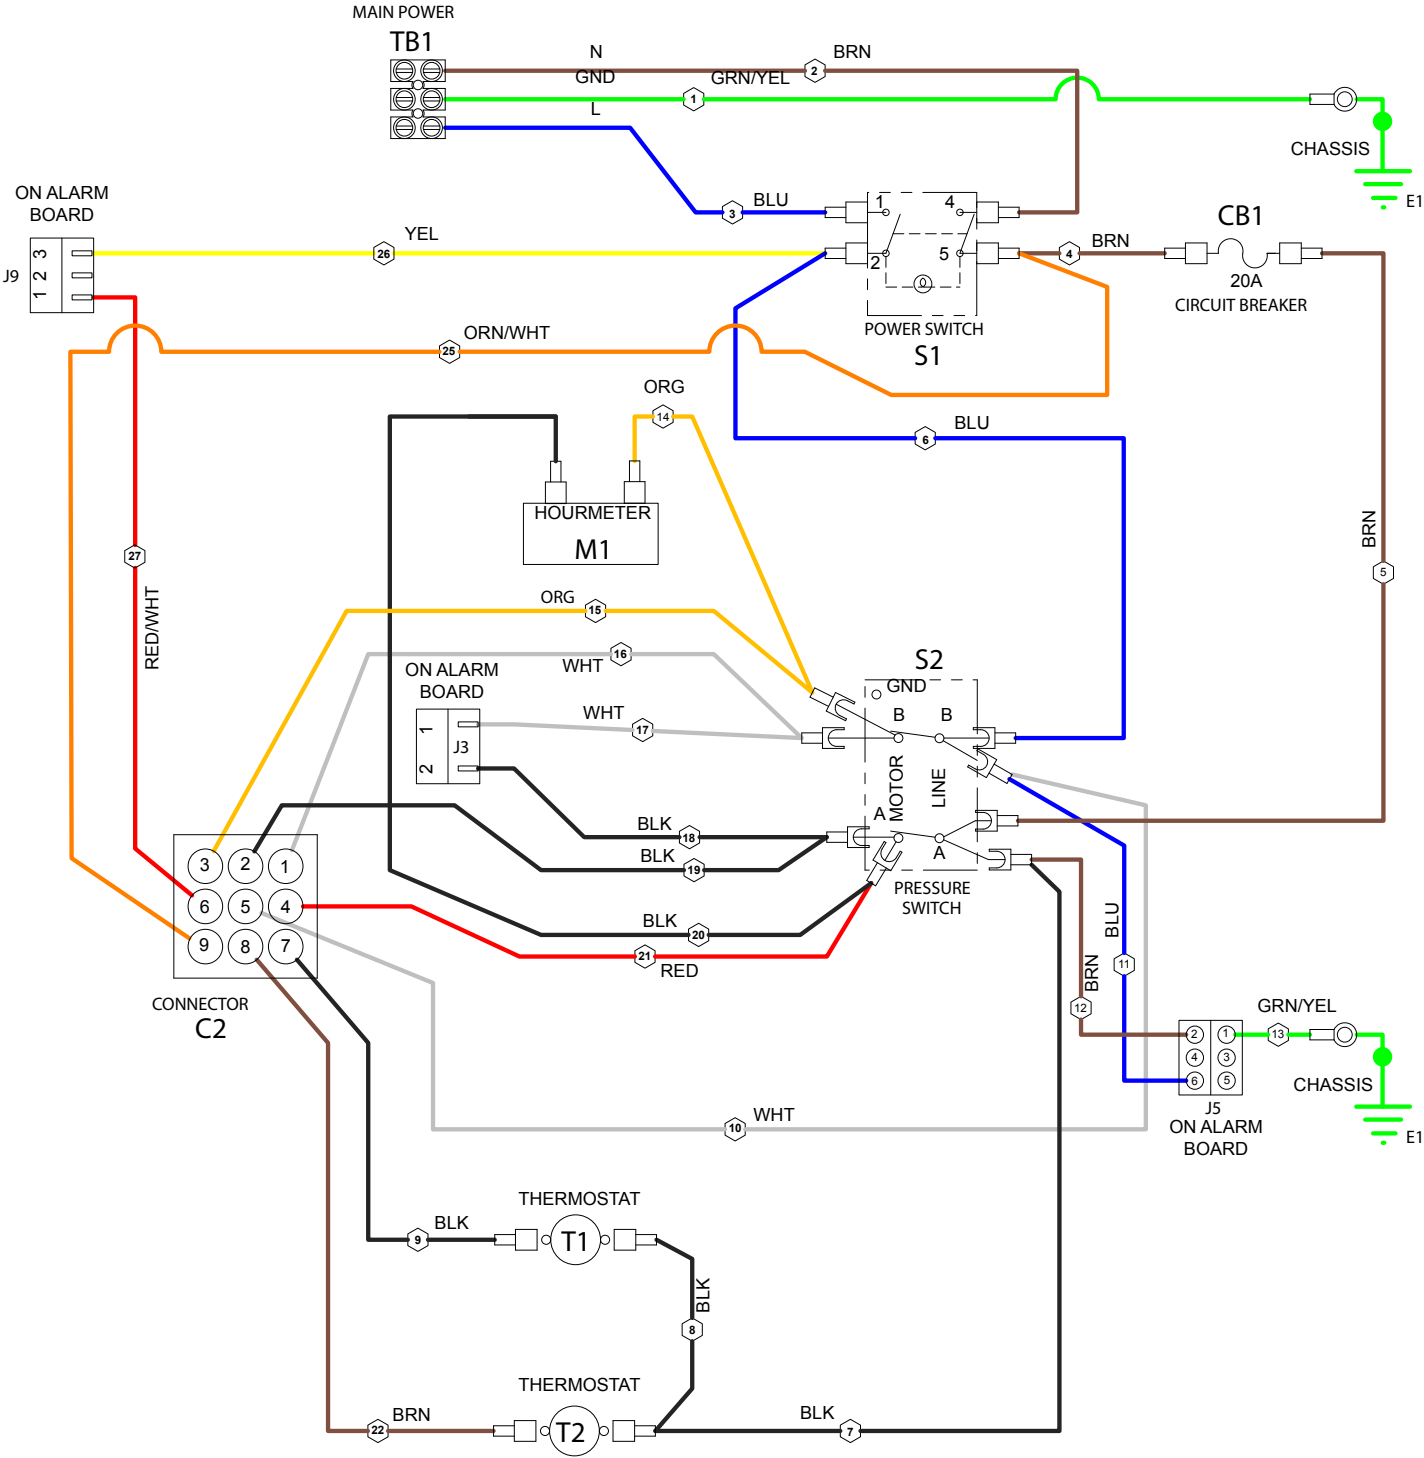 MAIN POWER
TB1
N
BRN
2
GND
GRN/YEL
1
L
CHASSIS
E1
ON ALARM
BOARD
J9
3
2
1
YEL
26
BLU
3
1
4
2
5
POWER SWITCH
S1
4
BRN
CB1
20A
CIRCUIT BREAKER
ORN/WHT
25
ORG
14
BLU
6
HOURMETER
M1
27
RED/WHT
BRN
5
ORG
15
16
WHT
ON ALARM
BOARD
1
2
J3
WHT
17
S2
GND
B
B
MOTOR
LINE
A
A
PRESSURE
SWITCH
BLK
18
BLK
19
BLK
20
21
RED
3
2
1
6
5
4
9
8
7
CONNECTOR
C2
BLU
11
BRN
12
GRN/YEL
13
2
1
4
3
6
5
J5
ON ALARM
BOARD
CHASSIS
E1
WHT
10
THERMOSTAT
BLK
9
T1
BLK
8
THERMOSTAT
BRN
22
T2
BLK
7